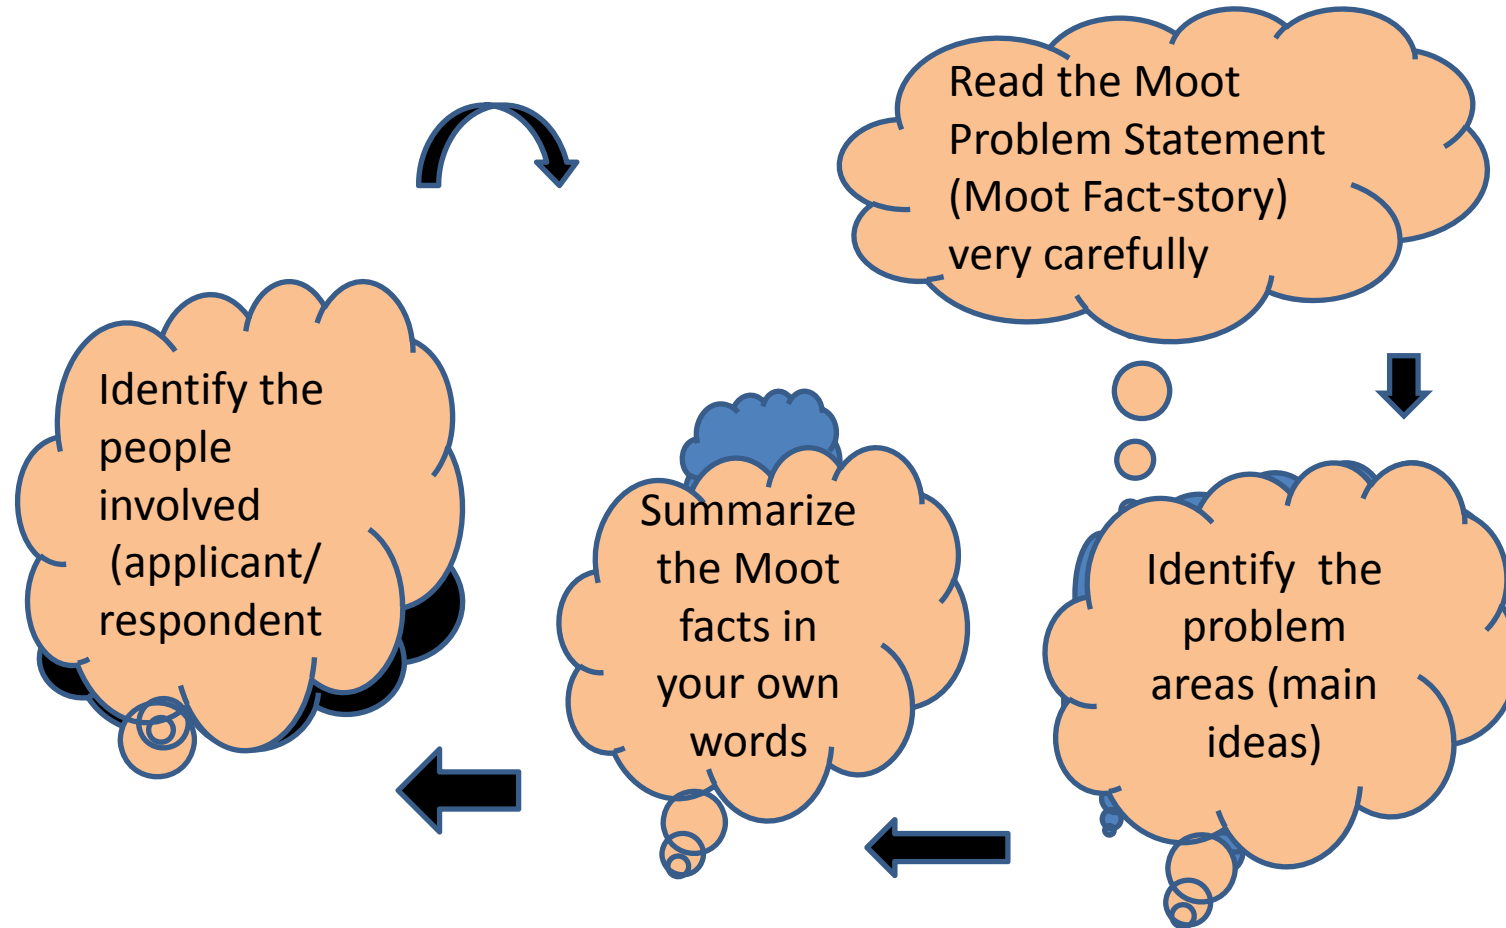 Read the Moot
Problem Statement
(Moot Fact-story)
very carefully
Identify the
problem
areas (main
ideas)
Summarize
the Moot
facts in
your own
words
Identify the
people
involved
(applicant/
respondent